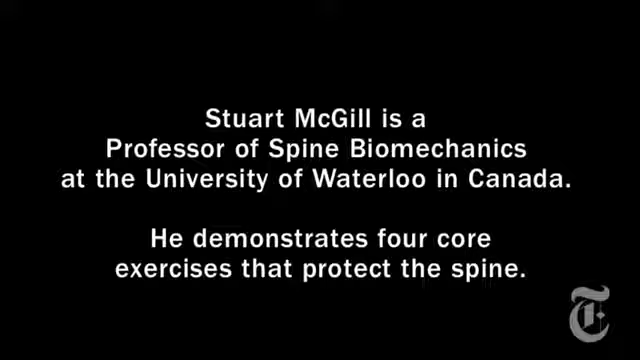 Stuart McGill is a
Professor of Spine Biomechanics
at the University of Waterloo in Canada.
He demonstrates four core
exercises that protect the spine.
T